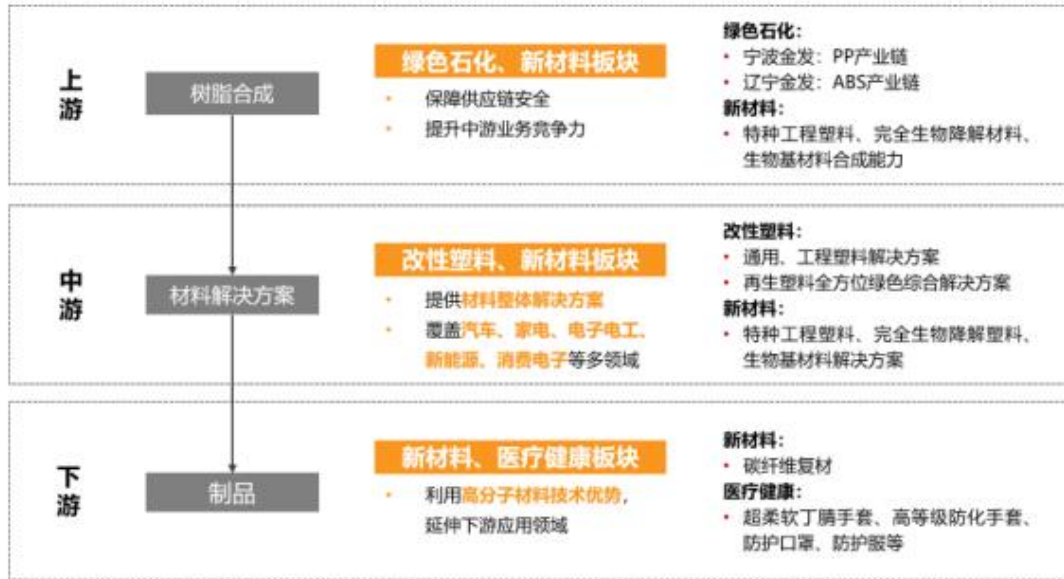 上游
树脂合成
绿色石化、新材料板块
• 保障供应链安全
• 提升中游业务竞争力
绿色石化：
• 宁波金发：PP产业链
• 辽宁金发：ABS产业链
新材料：
• 特种工程塑料、完全生物降解材料、
生物基材料合成能力
中游
材料解决方案
改性塑料、新材料板块
• 提供材料整体解决方案
• 覆盖汽车、家电、电子电工、
新能源、消费电子等多领域
改性塑料：
• 通用、工程塑料解决方案
• 再生塑料全方位绿色综合解决方案
新材料：
• 特种工程塑料、完全生物降解塑料、
生物基材料解决方案
下游
制品
新材料、医疗健康板块
• 利用高分子材料技术优势，
延伸下游应用领域
新材料：
• 碳纤维复材
医疗健康：
• 超柔软丁腈手套、高等级防化手套、
防护口罩、防护服等